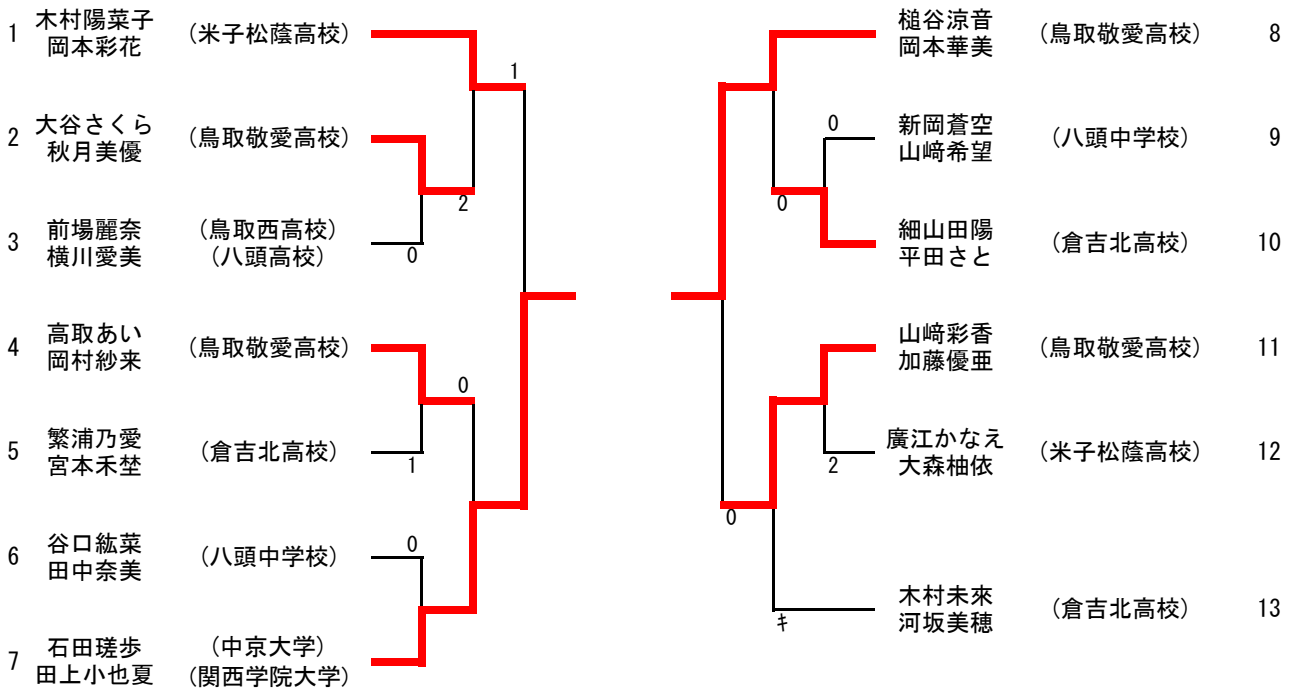 1 木村陽菜子 (米子松蔭高校)
岡本彩花
1
2 大谷さくら (鳥取敬愛高校)
秋月美優
2
3 前場麗奈 (鳥取西高校)
横川愛美 (八頭高校)
0
4 高取あい (鳥取敬愛高校)
岡村紗来
0
5 繁浦乃愛 (倉吉北高校)
宮本禾埜
1
6 谷口紘菜 (八頭中学校)
田中奈美
0
7 石田瑳歩 (中京大学)
田上小也夏 (関西学院大学)
槌谷涼音 (鳥取敬愛高校) 8
岡本華美
0
新岡蒼空 (八頭中学校) 9
山﨑希望
0
細山田陽 (倉吉北高校) 10
平田さと
山﨑彩香 (鳥取敬愛高校) 11
加藤優亜
廣江かなえ (米子松蔭高校) 12
大森柚依
2
0
木村未來 (倉吉北高校) 13
河坂美穂
キ